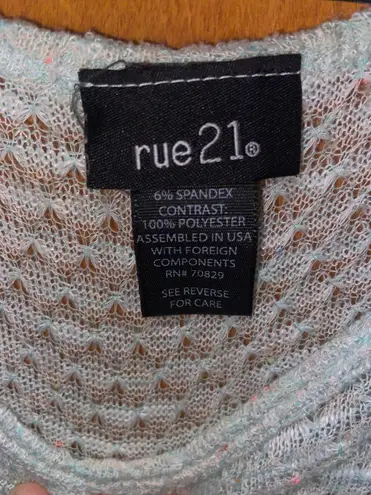 rue21®
6% SPANDEX
CONTRAST:
100% POLYESTER
ASSEMBLED IN USA
WITH FOREIGN
COMPONENTS
RN# 70829
SEE REVERSE
FOR CARE